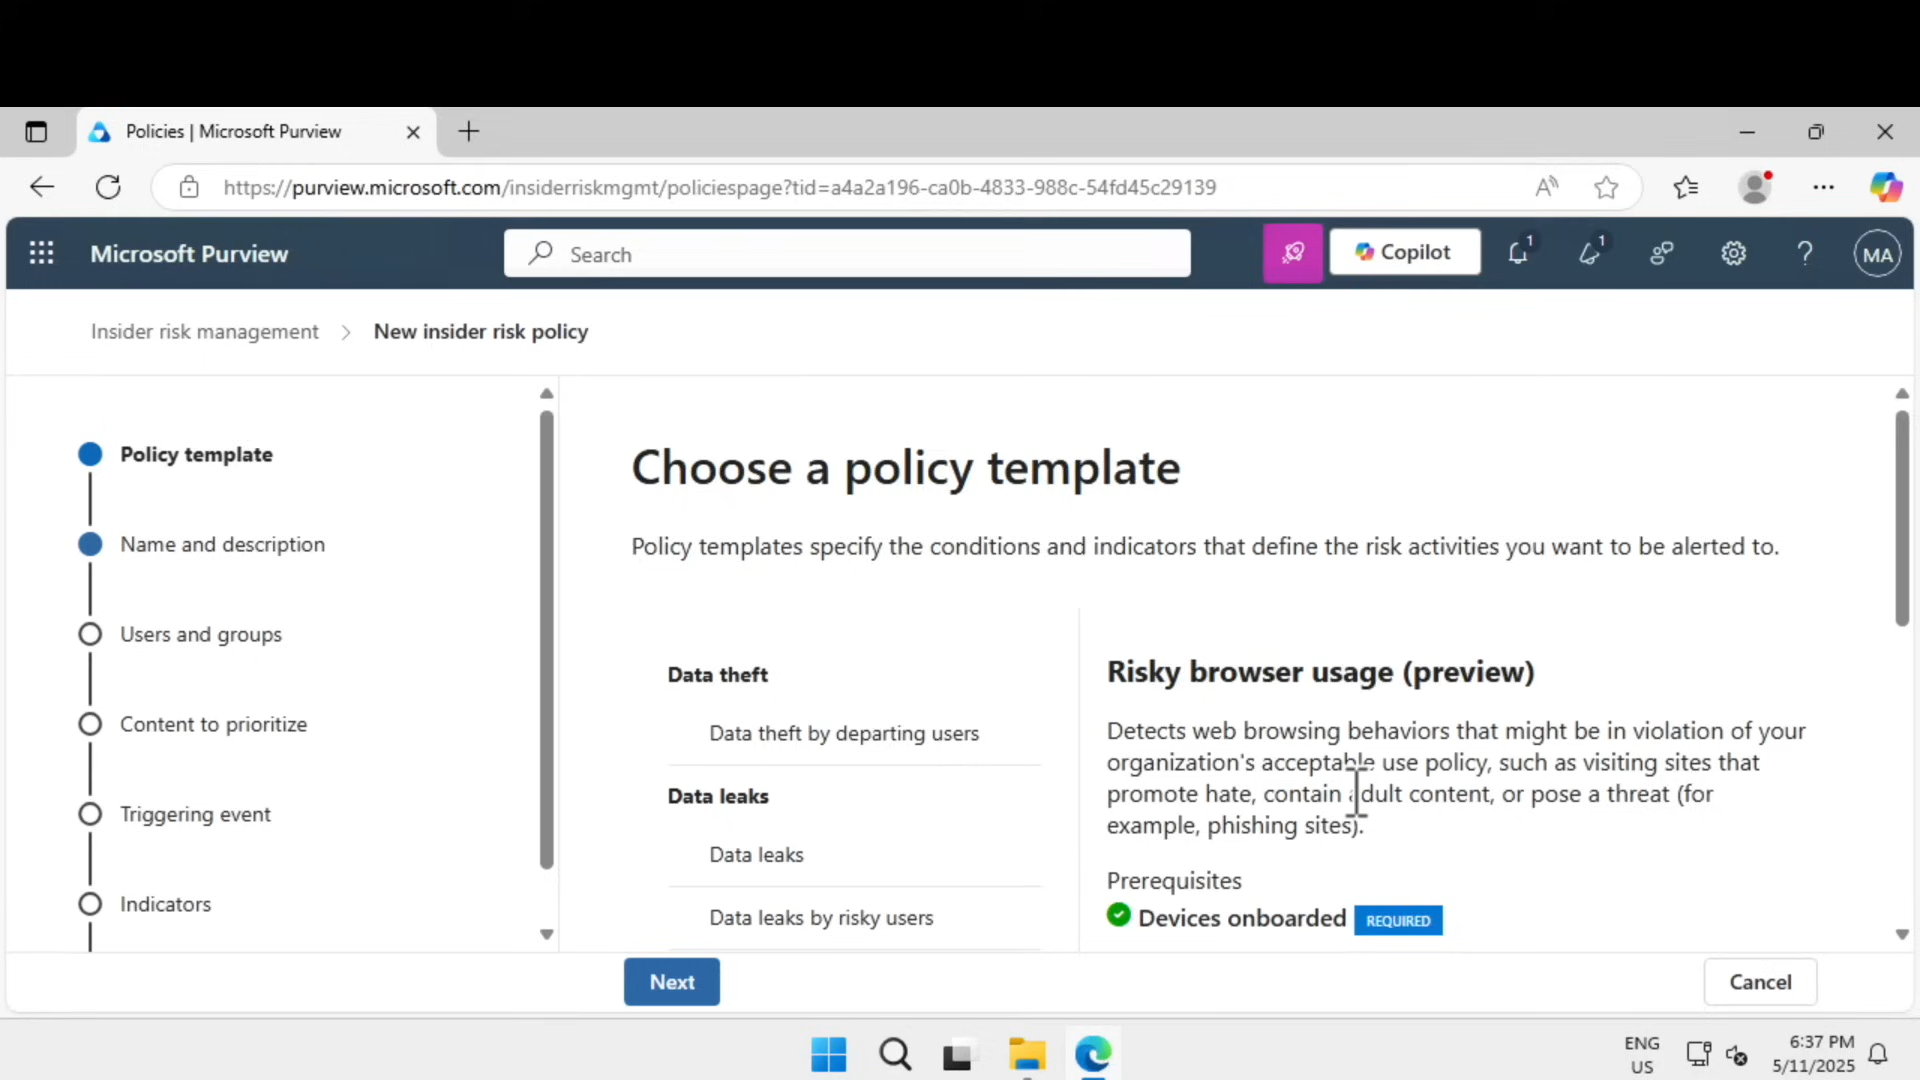 Policies | Microsoft Purview
https://purview.microsoft.com/insiderriskmgmt/policiespage?tid=a4a2a196-ca0b-4833-988c-54fd45c29139
Microsoft Purview
Search
Copilot
1
1
MA
Insider risk management
New insider risk policy
Policy template
Name and description
Users and groups
Content to prioritize
Triggering event
Indicators
Choose a policy template
Policy templates specify the conditions and indicators that define the risk activities you want to be alerted to.
Data theft
Data theft by departing users
Data leaks
Data leaks
Data leaks by risky users
Risky browser usage (preview)
Detects web browsing behaviors that might be in violation of your
organization's acceptable use policy, such as visiting sites that
promote hate, contain adult content, or pose a threat (for
example, phishing sites).
Prerequisites
Devices onboarded REQUIRED
Next
Cancel
ENG
US
6:37 PM
5/11/2025